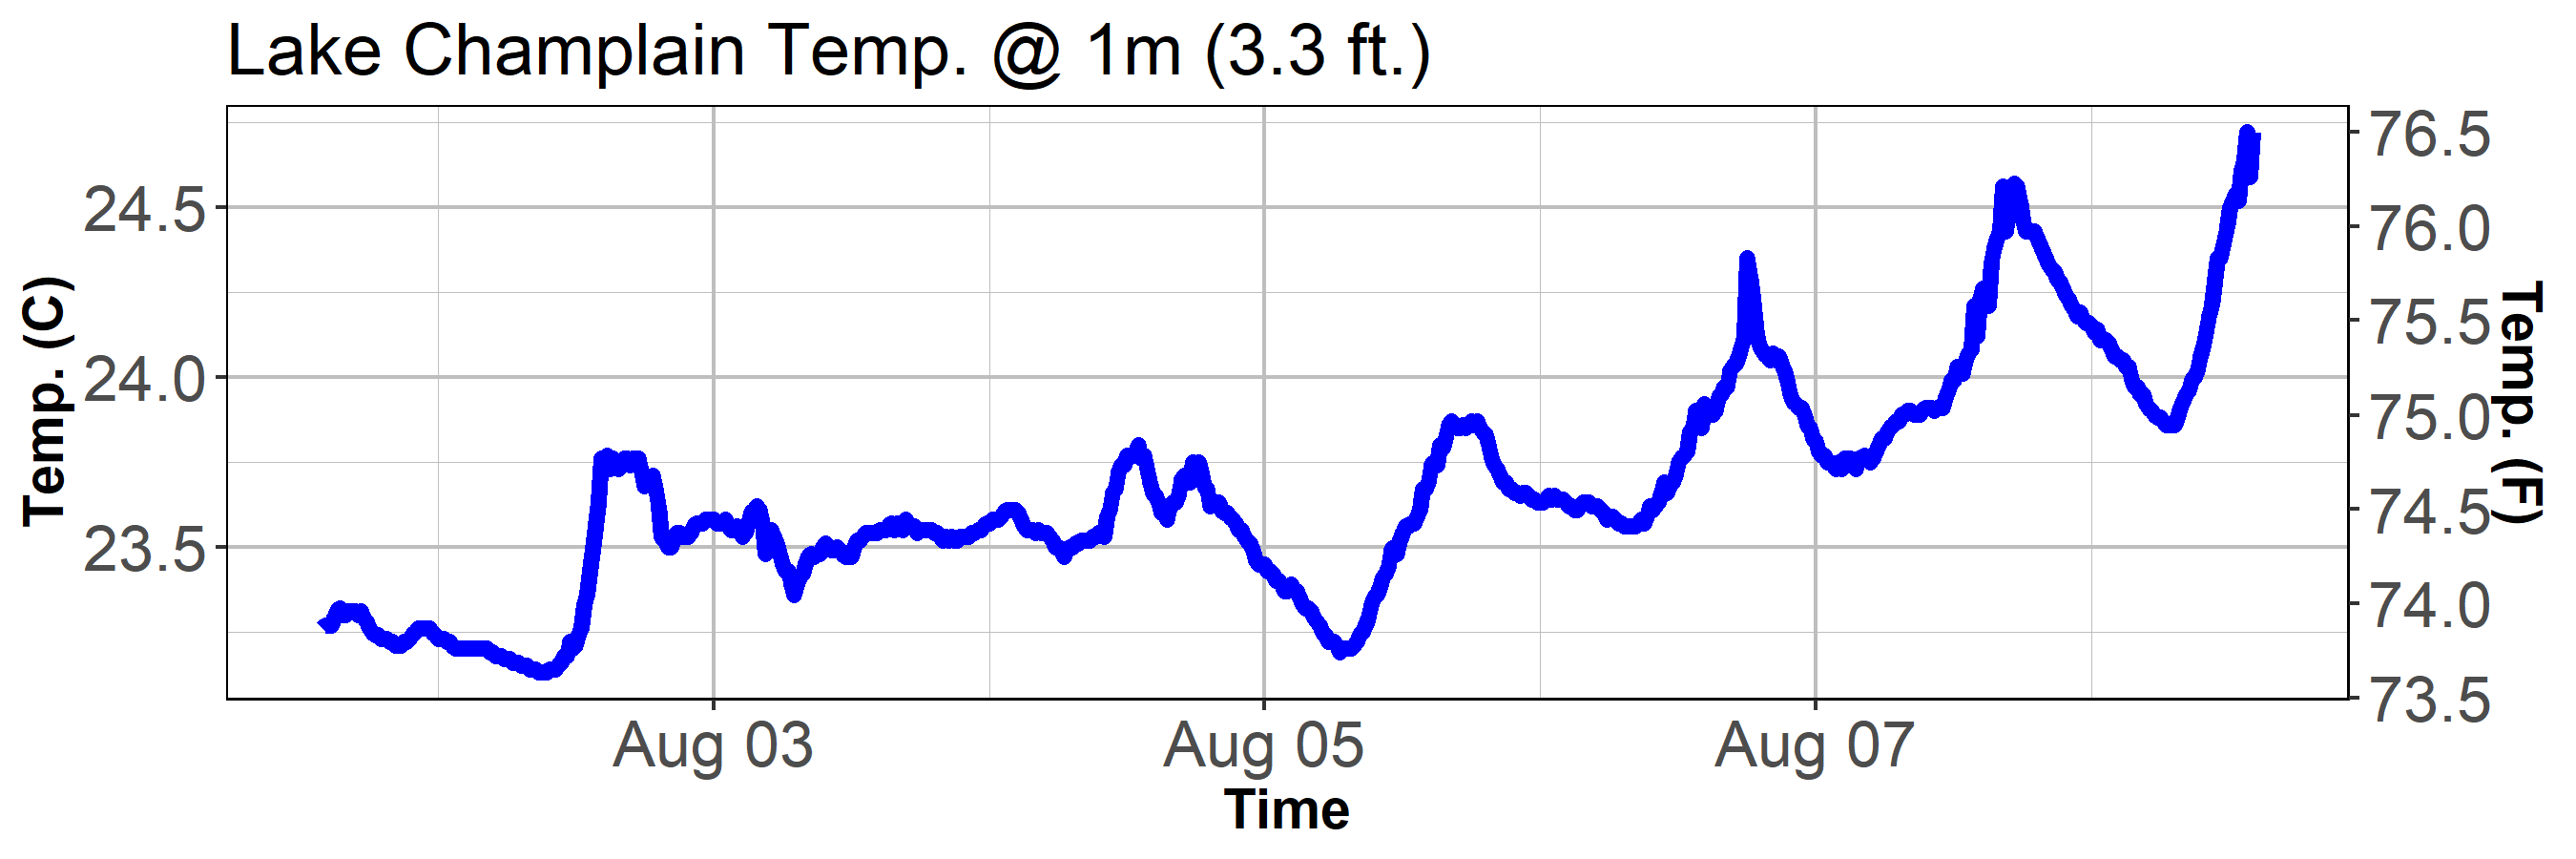 Lake Champlain Temp. @ 1m (3.3 ft.)
Temp. (C)
24.5
24.0
23.5
76.5
76.0
75.5
75.0
74.5
74.0
73.5
Temp. (F)
Aug 03
Aug 05
Aug 07
Time